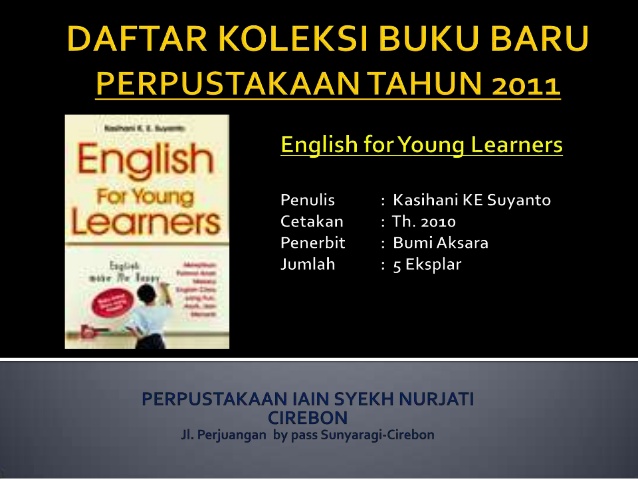 DAFTAR KOLEKSI BUKU BARU
PERPUSTAKAAN TAHUN 2011
Kasihani K. E. Suyanto
English
For Young
Learners
English
make Me Happy
English for Young Learners
Penulis : Kasihani KE Suyanto
Cetakan : Th. 2010
Penerbit : Bumi Aksara
Jumlah : 5 Eksplar
PERPUSTAKAAN IAIN SYEKH NURJATI
CIREBON
Jl. Perjuangan by pass Sunyaragi-Cirebon